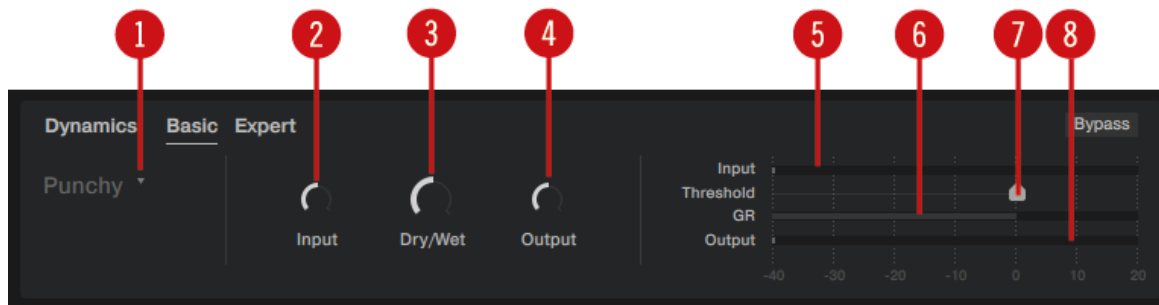 1 2 3 4 5 6 7 8
Dynamics Basic Expert Bypass
Punchy
Input Dry/Wet Output
Input
Threshold
GR
Output
-40 -30 -20 -10 0 10 20